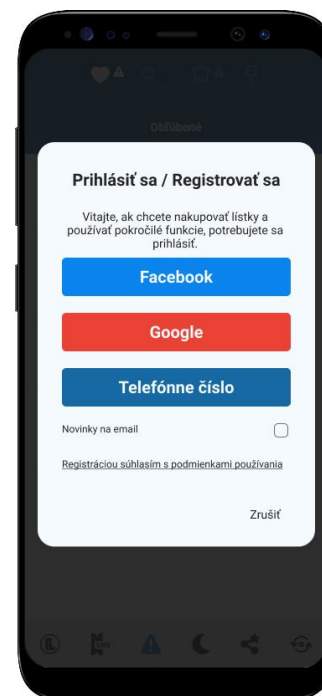 Obľúbené
Prihlásiť sa / Registrovať sa
Vitajte, ak chcete nakupovať lístky a
používať pokročilé funkcie, potrebujete sa
prihlásiť.
Facebook
Google
Telefónne číslo
Novinky na email
Registráciou súhlasím s podmienkami používania
Zrušiť
SMS